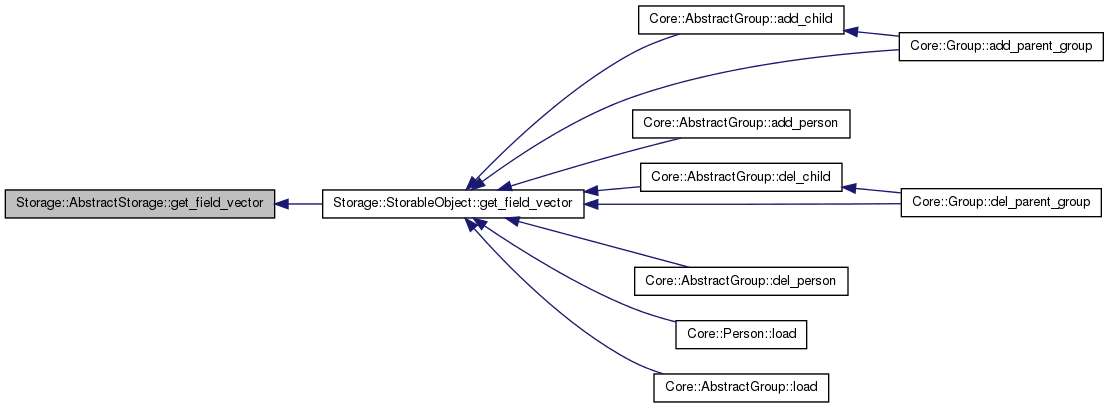 Core::AbstractGroup::add_child
Core::Group::add_parent_group
Core::AbstractGroup::add_person
Core::AbstractGroup::del_child
Storage::AbstractStorage::get_field_vector
Storage::StorableObject::get_field_vector
Core::Group::del_parent_group
Core::AbstractGroup::del_person
Core::Person::load
Core::AbstractGroup::load